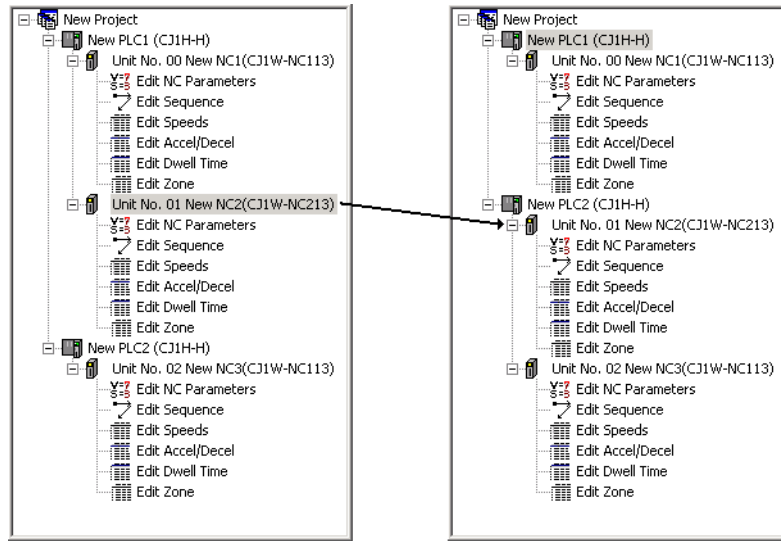 New Project
New PLC1 (CJ1H-H)
Unit No. 00 New NC1(CJ1W-NC113)
Edit NC Parameters
Edit Sequence
Edit Speeds
Edit Accel/Decel
Edit Dwell Time
Edit Zone
Unit No. 01 New NC2(CJ1W-NC213)
Edit NC Parameters
Edit Sequence
Edit Speeds
Edit Accel/Decel
Edit Dwell Time
Edit Zone
New PLC2 (CJ1H-H)
Unit No. 02 New NC3(CJ1W-NC113)
Edit NC Parameters
Edit Sequence
Edit Speeds
Edit Accel/Decel
Edit Dwell Time
Edit Zone
New Project
New PLC1 (CJ1H-H)
Unit No. 00 New NC1(CJ1W-NC113)
Edit NC Parameters
Edit Sequence
Edit Speeds
Edit Accel/Decel
Edit Dwell Time
Edit Zone
New PLC2 (CJ1H-H)
Unit No. 01 New NC2(CJ1W-NC213)
Edit NC Parameters
Edit Sequence
Edit Speeds
Edit Accel/Decel
Edit Dwell Time
Edit Zone
Unit No. 02 New NC3(CJ1W-NC113)
Edit NC Parameters
Edit Sequence
Edit Speeds
Edit Accel/Decel
Edit Dwell Time
Edit Zone